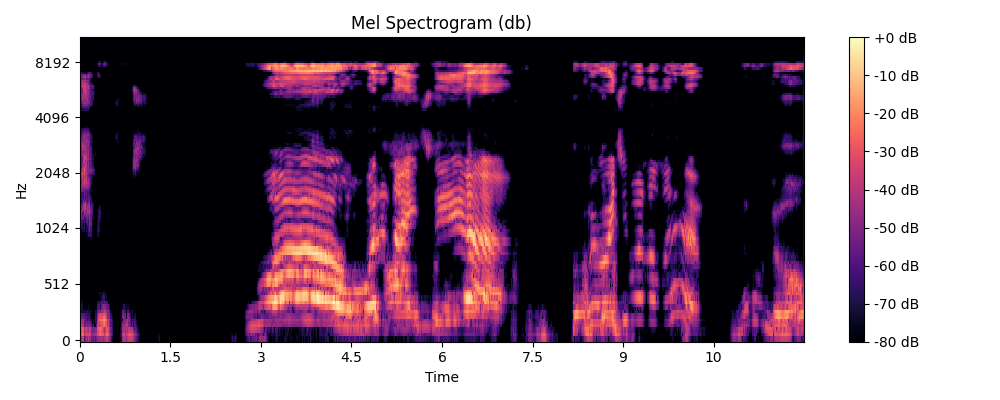 Mel Spectrogram (db)
+0 dB
8192
-10 dB
4096
-20 dB
-30 dB
2048
Hz
-40 dB
1024
-50 dB
-60 dB
512
-70 dB
0
-80 dB
0 1.5 3 4.5 6 7.5 9 10
Time